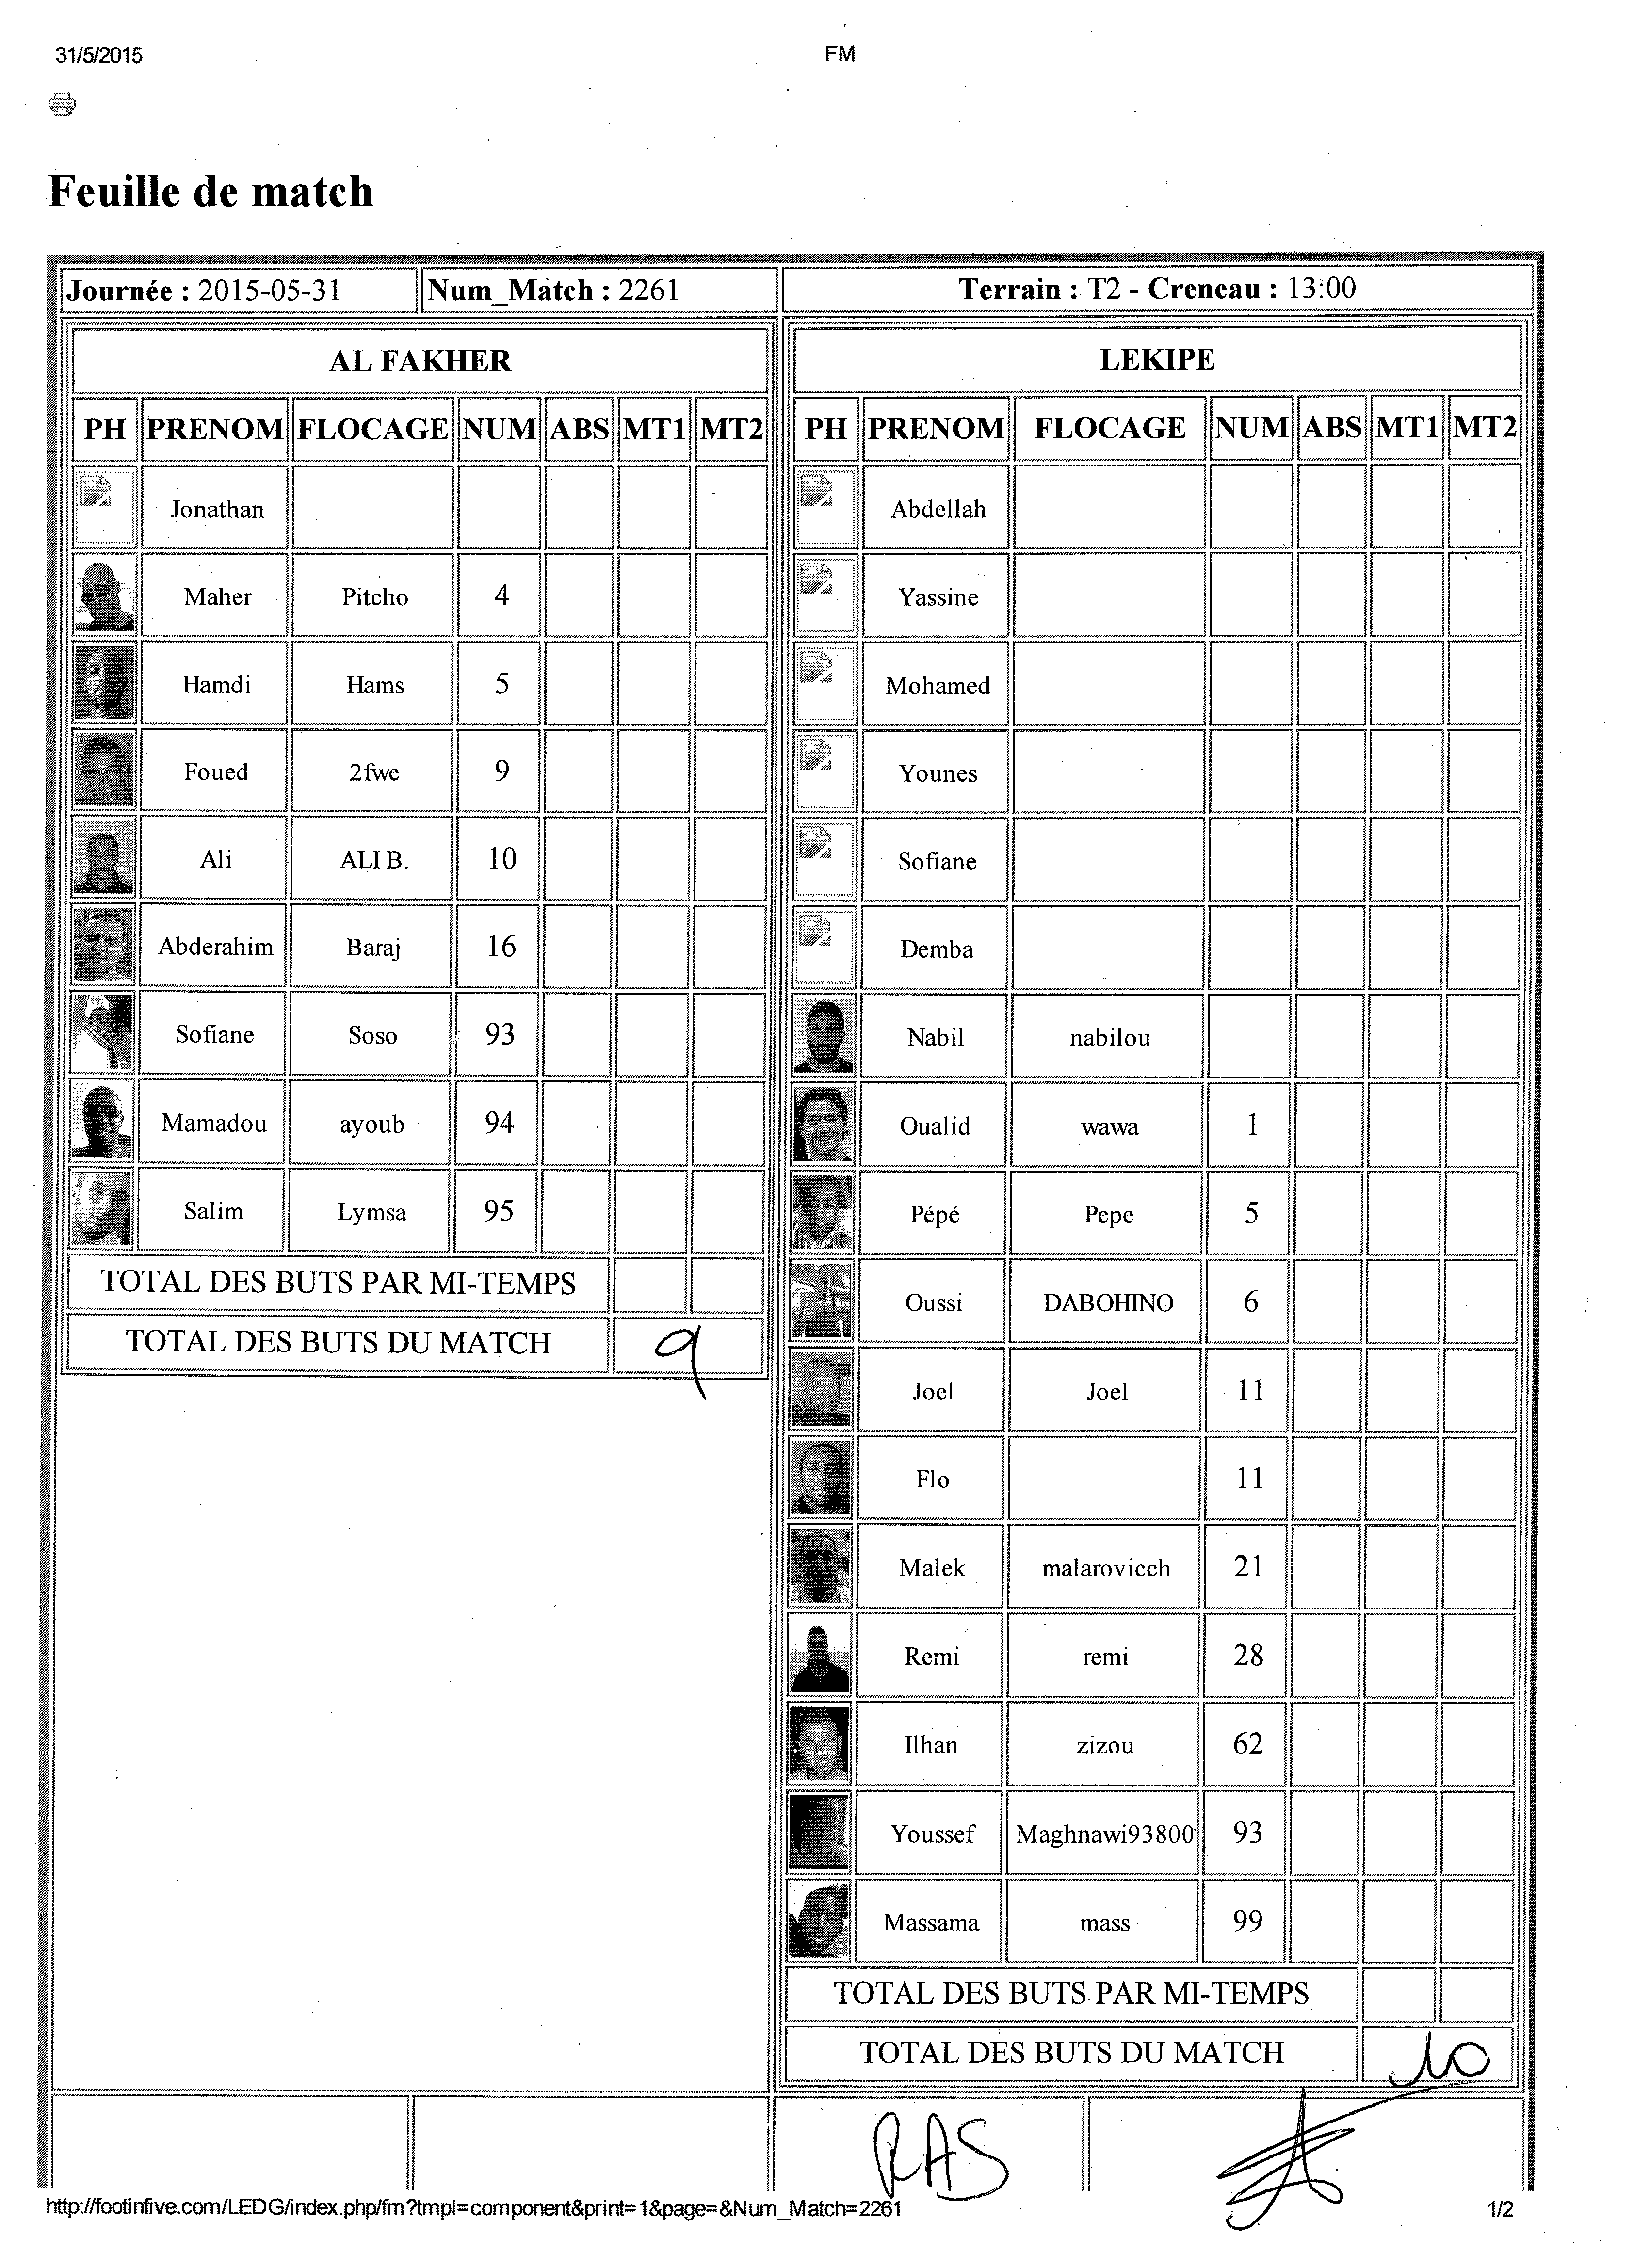 31/5/2015 FM
Feuille de match
Journée : 2015-05-31 Num_Match : 2261 Terrain : T2 - Creneau : 13:00
AL FAKHER
PH PRENOM FLOCAGE NUM ABS MT1 MT2
Jonathan
Maher Pitcho 4
Hamdi Hams 5
Foued 2fwe 9
Ali ALI B. 10
Abderahim Baraj 16
Sofiane Soso 93
Mamadou ayoub 94
Salim Lymsa 95
TOTAL DES BUTS PAR MI-TEMPS
TOTAL DES BUTS DU MATCH 9
LEKIPE
PH PRENOM FLOCAGE NUM ABS MT1 MT2
Abdellah
Yassine
Mohamed
Younes
Sofiane
Demba
Nabil nabilou
Oualid wawa 1
Pépé Pepe 5
Oussi DABOHINO 6
Joel Joel 11
Flo 11
Malek malarovicch 21
Remi remi 28
Ilhan zizou 62
Youssef Maghnawi93800 93
Massama mass 99
TOTAL DES BUTS PAR MI-TEMPS
TOTAL DES BUTS DU MATCH 10
RAS
http://footinfive.com/LEDG/index.php/fm?tmpl=component&print=1&page=&Num_Match=2261 1/2